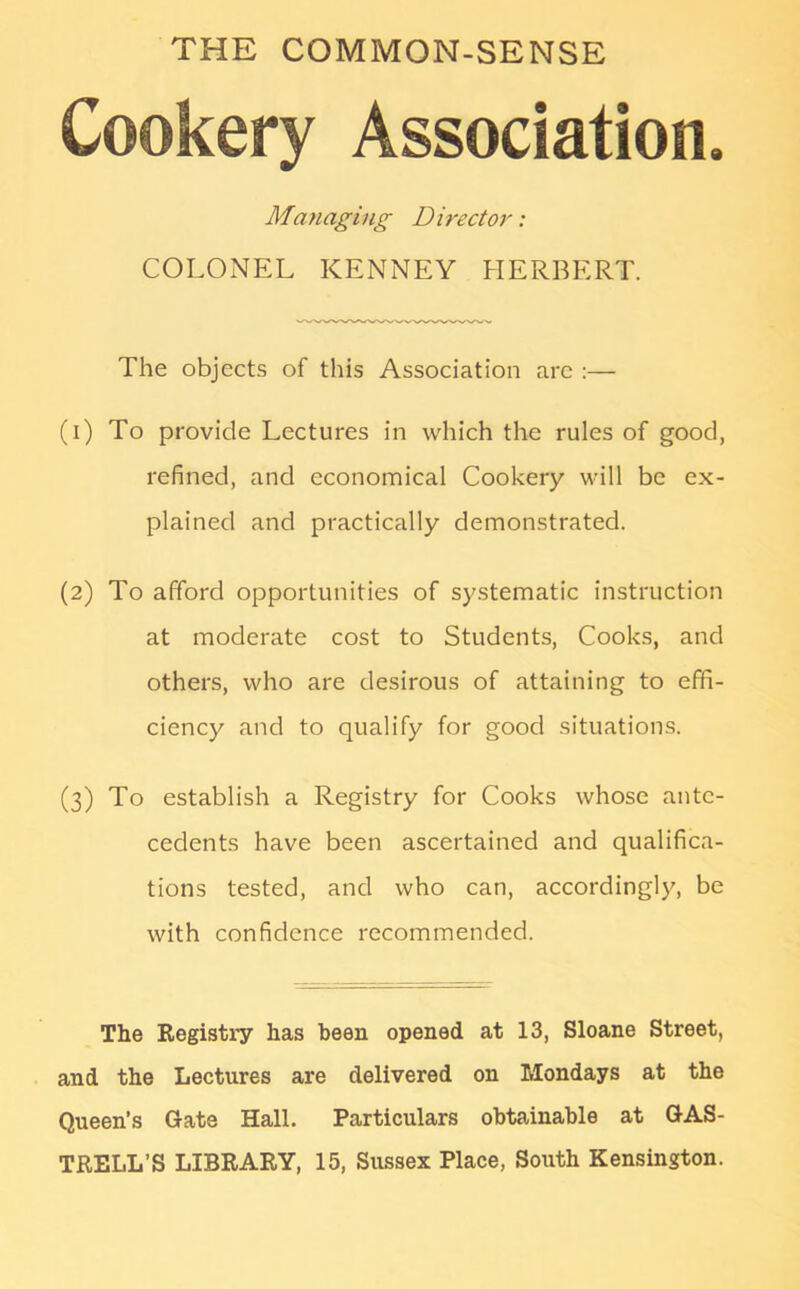 THE COMMON-SENSE
Cookery Association.
Managing Director:
COLONEL KENNEY HERBERT.
The objects of this Association are :—
(1) To provide Lectures in which the rules of good,
refined, and economical Cookery will be ex-
plained and practically demonstrated.
(2) To afford opportunities of systematic instruction
at moderate cost to Students, Cooks, and
others, who are desirous of attaining to effi-
ciency and to qualify for good situations.
(3) To establish a Registry for Cooks whose ante-
cedents have been ascertained and qualifica-
tions tested, and who can, accordingly, be
with confidence recommended.
The Registry has been opened at 13, Sloane Street,
and the Lectures are delivered on Mondays at the
Queen's Gate Hall. Particulars obtainable at GAS-
TRELL'S LIBRARY, 15, Sussex Place, South Kensington.